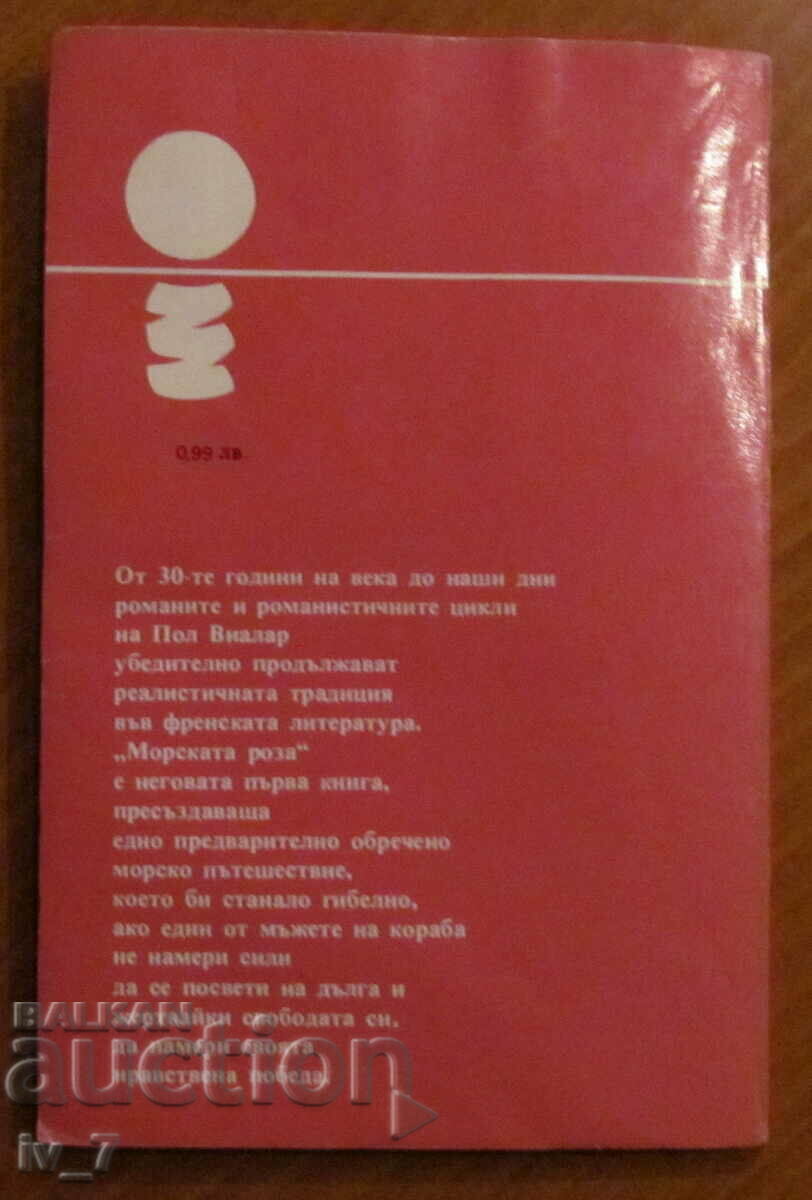 0,99 лв
От 30-те години на века до наши дни
романите и романистичните цикли
на Пол Виалар
убедително продължават
реалистичната традиция
във френската литература.
„Морската роза“
е неговата първа книга,
пресъздаваща
едно предварително обречено
морско пътешествие,
което би станало гибелно,
ако един от мъжете на кораба
не намери сили
да се посвети на дълга и
жертвайки свободата си,
да намери своята
нравствена победа.
BALKAN
auction
iv_7